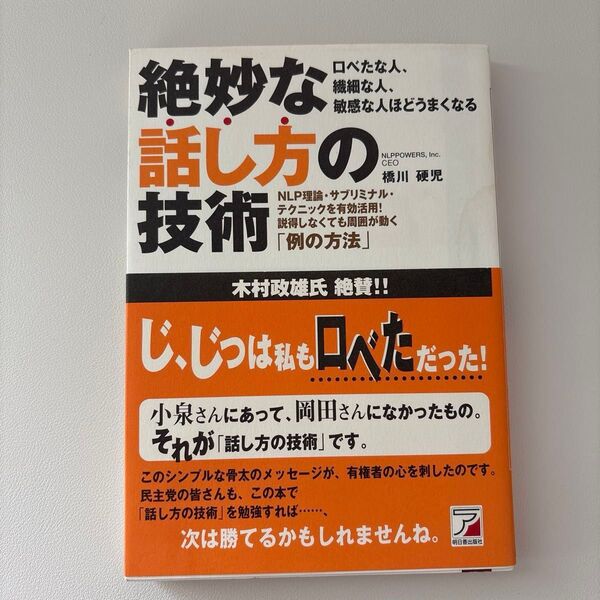 絶妙な
話し方の
技術
口べたな人、
繊細な人、
敏感な人ほどうまくなる
NLPPOWERS, Inc.
CEO
橋川 硬児
NLP理論・サブリミナル・
テクニックを有効活用！
説得しなくても周囲が動く
「例の方法」
木村政雄氏 絶賛!!
じ、じつは私も口べただった！
小泉さんにあって、岡田さんになかったもの。
それが「話し方の技術」です。
このシンプルな骨太のメッセージが、有権者の心を刺したのです。
民主党の皆さんも、この本で
「話し方の技術」を勉強すれば……、
次は勝てるかもしれませんね。
ア
明日香出版社